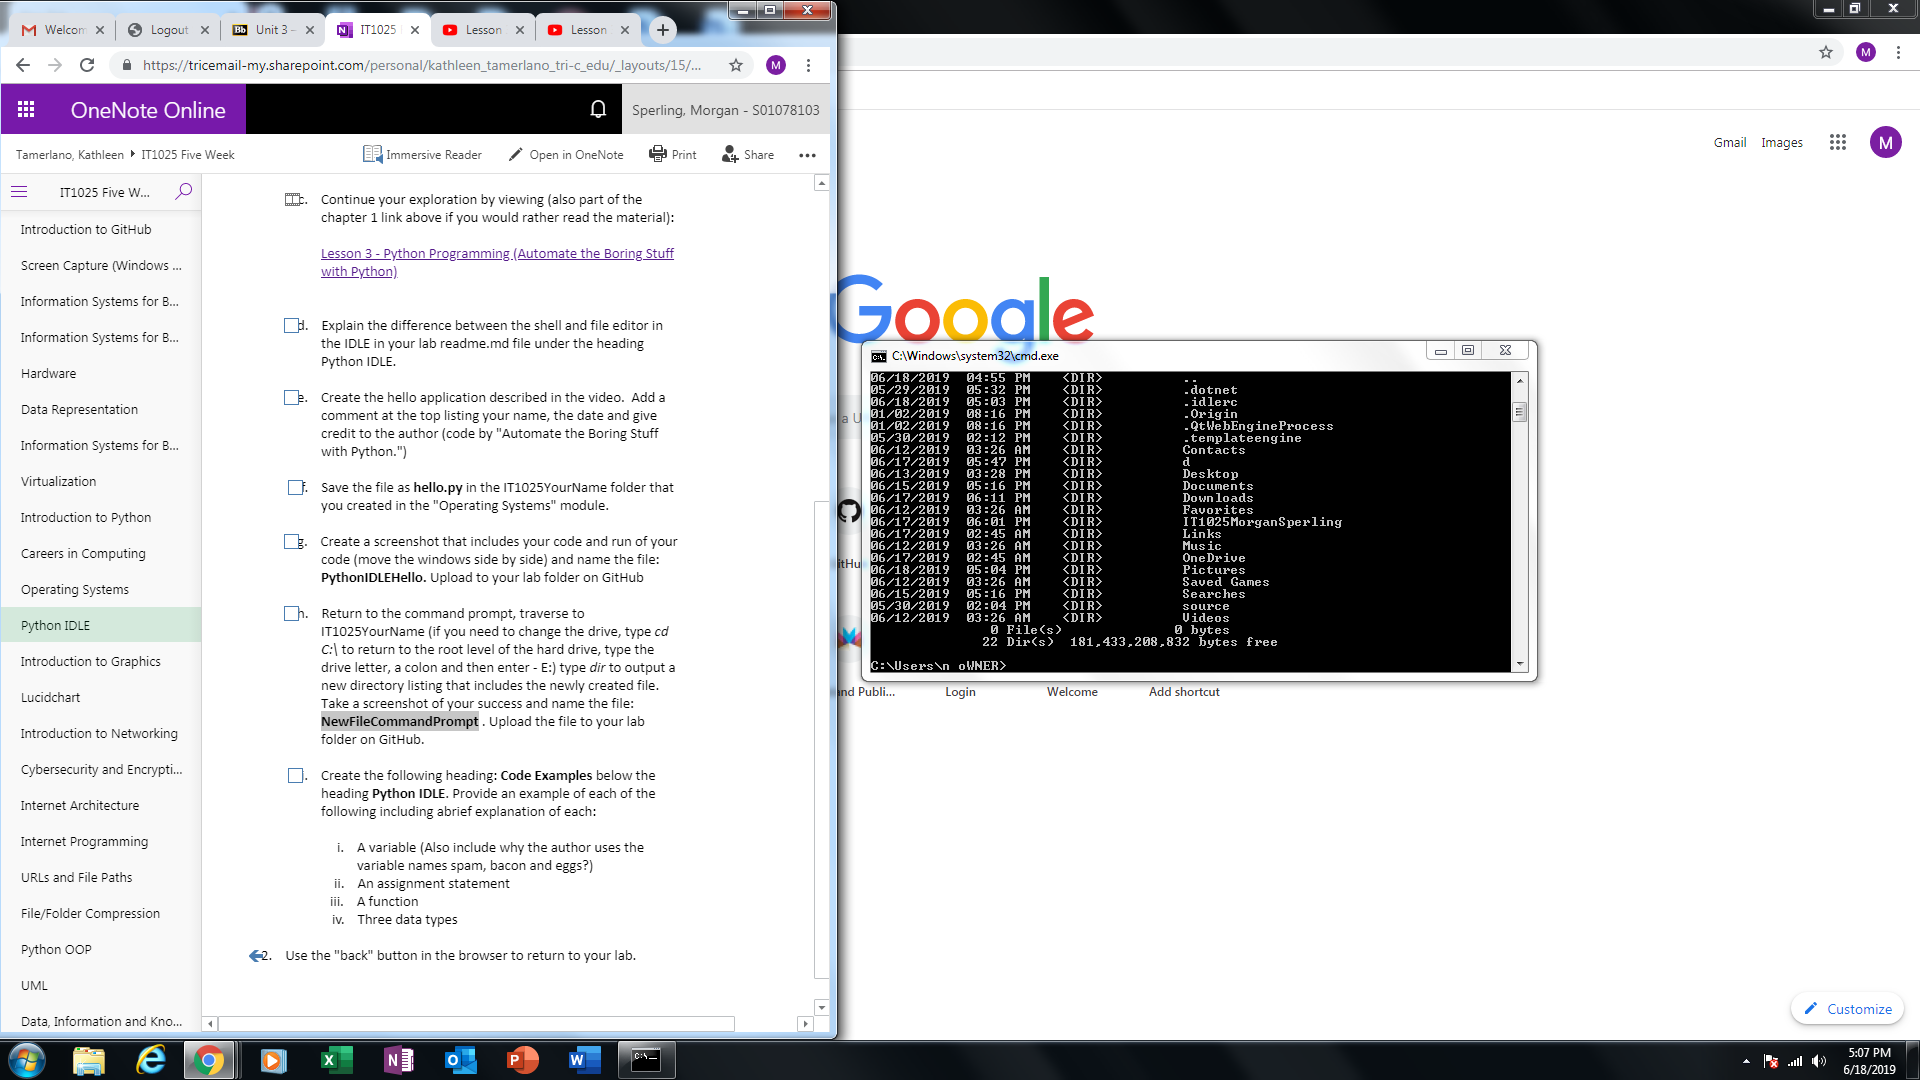 Welcom
Logout
Bb Unit 3 -
IT1025
Lesson
Lesson
https://tricemail-my.sharepoint.com/personal/kathleen_tamerlano_tri-c_edu/_layouts/15/...
M
OneNote Online
Sperling, Morgan - S01078103
Tamerlano, Kathleen IT1025 Five Week
Immersive Reader
Open in OneNote
Print
Share
IT1025 Five W...
Introduction to GitHub
Screen Capture (Windows ...
Information Systems for B...
Information Systems for B...
Hardware
Data Representation
Information Systems for B...
Virtualization
Introduction to Python
Careers in Computing
Operating Systems
Python IDLE
Introduction to Graphics
Lucidchart
Introduction to Networking
Cybersecurity and Encrypti...
Internet Architecture
Internet Programming
URLs and File Paths
File/Folder Compression
Python OOP
UML
Data, Information and Kno...
c. Continue your exploration by viewing (also part of the
chapter 1 link above if you would rather read the material):
Lesson 3 - Python Programming (Automate the Boring Stuff
with Python)
d. Explain the difference between the shell and file editor in
the IDLE in your lab readme.md file under the heading
Python IDLE.
e. Create the hello application described in the video. Add a
comment at the top listing your name, the date and give
credit to the author (code by "Automate the Boring Stuff
with Python.")
f. Save the file as hello.py in the IT1025YourName folder that
you created in the "Operating Systems" module.
g. Create a screenshot that includes your code and run of your
code (move the windows side by side) and name the file:
PythonIDLEHello. Upload to your lab folder on GitHub
h. Return to the command prompt, traverse to
IT1025YourName (if you need to change the drive, type cd
C:\ to return to the root level of the hard drive, type the
drive letter, a colon and then enter - E:) type dir to output a
new directory listing that includes the newly created file.
Take a screenshot of your success and name the file:
NewFileCommandPrompt . Upload the file to your lab
folder on GitHub.
i. Create the following heading: Code Examples below the
heading Python IDLE. Provide an example of each of the
following including abrief explanation of each:
i. A variable (Also include why the author uses the
variable names spam, bacon and eggs?)
ii. An assignment statement
iii. A function
iv. Three data types
2. Use the "back" button in the browser to return to your lab.
M
Gmail Images
M
Google
a U
itHu
C:\Windows\system32\cmd.exe
06/18/2019 04:55 PM <DIR> ..
05/29/2019 05:32 PM <DIR> .dotnet
06/18/2019 05:03 PM <DIR> .idlerc
01/02/2019 08:16 PM <DIR> .Origin
01/02/2019 08:16 PM <DIR> .QtWebEngineProcess
05/30/2019 02:12 PM <DIR> .templateengine
06/12/2019 03:26 AM <DIR> Contacts
06/17/2019 05:47 PM <DIR> d
06/13/2019 03:28 PM <DIR> Desktop
06/15/2019 05:16 PM <DIR> Documents
06/17/2019 06:11 PM <DIR> Downloads
06/12/2019 03:26 AM <DIR> Favorites
06/17/2019 06:01 PM <DIR> IT1025MorganSperling
06/17/2019 02:45 AM <DIR> Links
06/12/2019 03:26 AM <DIR> Music
06/17/2019 02:45 AM <DIR> OneDrive
06/18/2019 05:04 PM <DIR> Pictures
06/12/2019 03:26 AM <DIR> Saved Games
06/15/2019 05:16 PM <DIR> Searches
05/30/2019 02:04 PM <DIR> source
06/12/2019 03:26 AM <DIR> Videos
0 File(s) 0 bytes
22 Dir(s) 181,433,208,832 bytes free
C:\Users\n oWNER>
nd Publi...
Login
Welcome
Add shortcut
Customize
5:07 PM
6/18/2019